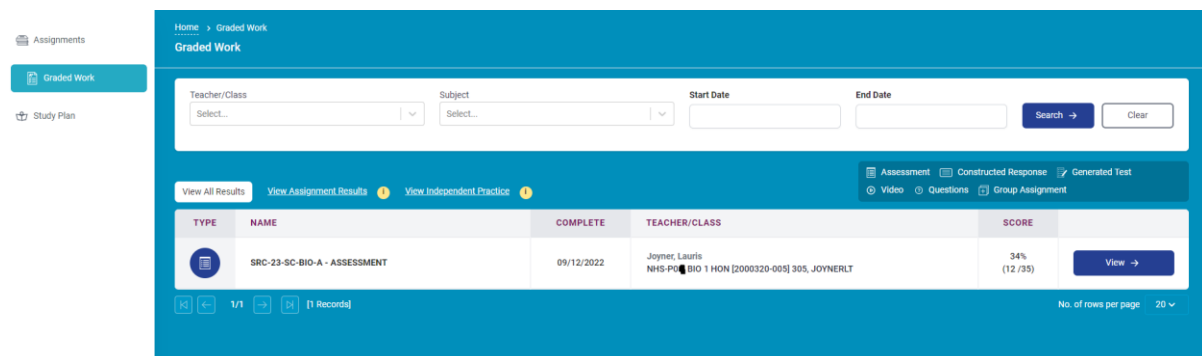 Assignments
Graded Work
Study Plan
Home > Graded Work
Graded Work
Teacher/Class
Select...
Subject
Select...
Start Date
End Date
Search →
Clear
View All Results
View Assignment Results
View Independent Practice
Assessment Constructed Response Generated Test
Video Questions Group Assignment
TYPE NAME COMPLETE TEACHER/CLASS SCORE
SRC-23-SC-BIO-A - ASSESSMENT
09/12/2022
Joyner, Lauris
BIO 1 HON [2000320-005] 305, JOYNERLT
34%
(12 /35)
View →
1/1 [1 Records]
No. of rows per page 20